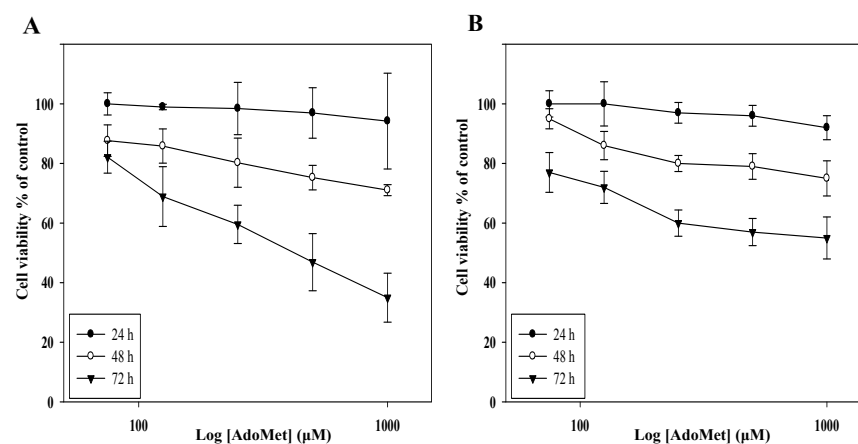 A
Cell viability % of control
100
80
60
40
20
0
24 h
48 h
72 h
100
1000
Log [AdoMet] (µM)
B
Cell viability % of control
100
80
60
40
20
0
24 h
48 h
72 h
100
1000
Log [AdoMet] (µM)